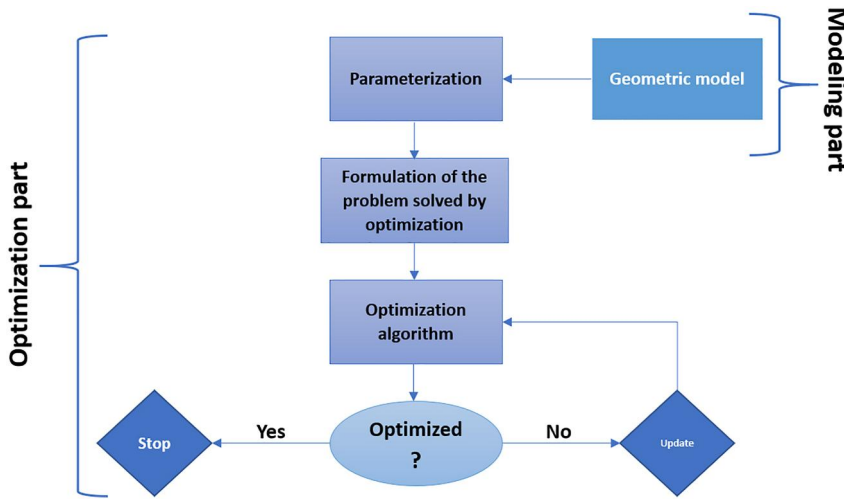 Parameterization
Geometric model
Modeling part
Formulation of the
problem solved by
optimization
Optimization part
Optimization
algorithm
Stop
Yes
Optimized
?
No
Update